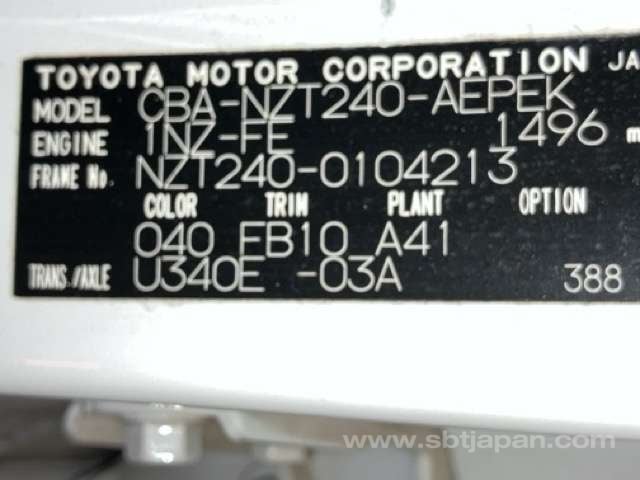 TOYOTA MOTOR CORPORATION JA
MODEL CBA-NZT240-AEPEK
ENGINE 1NZ-FE 1496 m
FRAME No. NZT240-0104213
COLOR TRIM PLANT OPTION
040 FB10 A41
TRANS./AXLE U340E -03A 388
www.sbtjapan.com